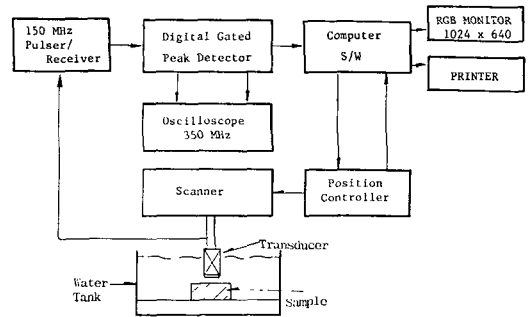 150 MHz
Pulser/
Receiver
Digital Gated
Peak Detector
Computer
S/W
RGB MONITOR
1024 x 640
PRINTER
Oscilloscope
350 MHz
Scanner
Position
Controller
Transducer
Water
Tank
Sample